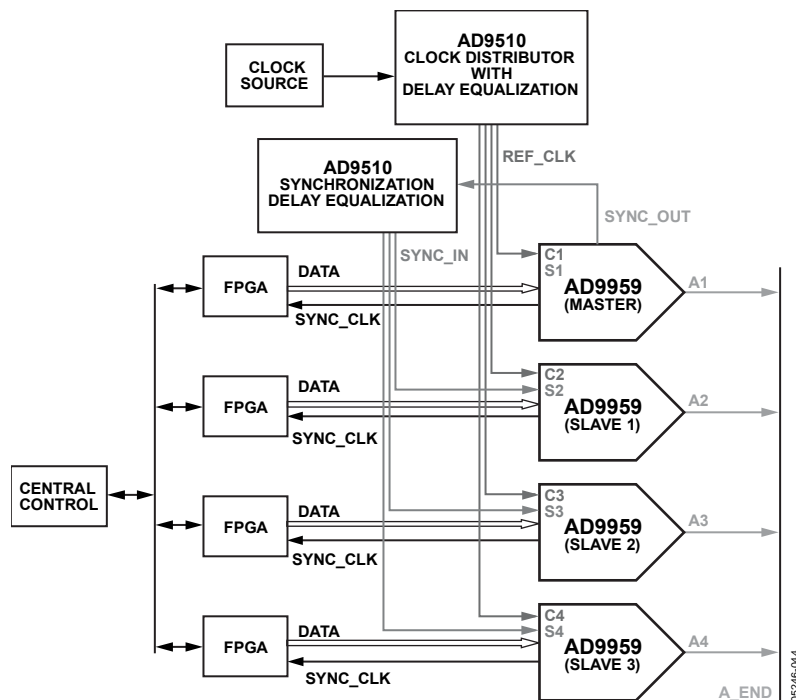 AD9510
CLOCK DISTRIBUTOR
WITH
DELAY EQUALIZATION
CLOCK
SOURCE
REF_CLK
AD9510
SYNCHRONIZATION
DELAY EQUALIZATION
SYNC_OUT
SYNC_IN
FPGA
DATA
SYNC_CLK
C1
S1
AD9959
(MASTER)
A1
FPGA
DATA
SYNC_CLK
C2
S2
AD9959
(SLAVE 1)
A2
CENTRAL
CONTROL
FPGA
DATA
SYNC_CLK
C3
S3
AD9959
(SLAVE 2)
A3
FPGA
DATA
SYNC_CLK
C4
S4
AD9959
(SLAVE 3)
A4
A_END
05246-044